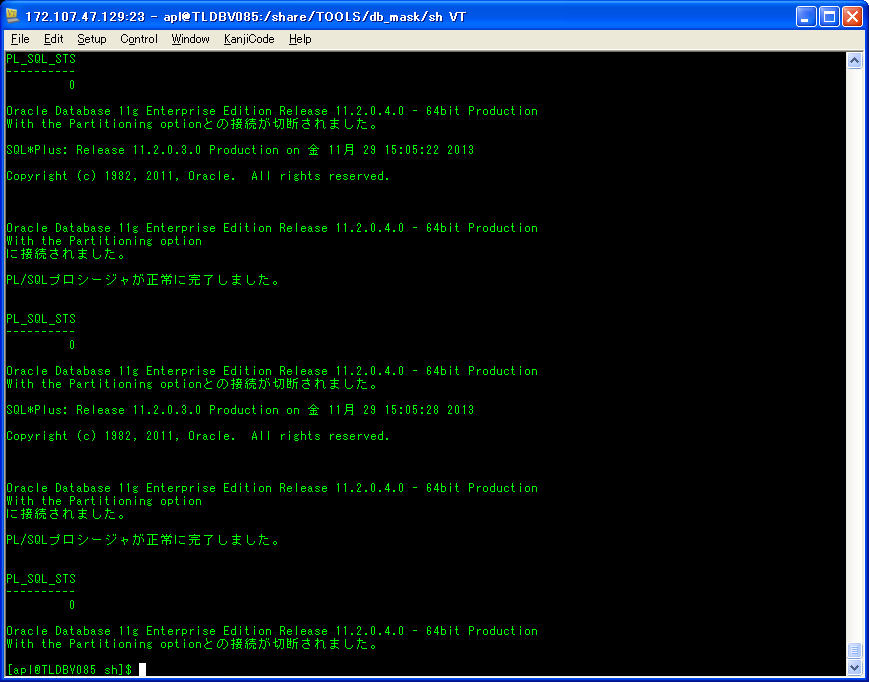 172.107.47.129:23 - apl@TLDBV085:/share/TOOLS/db_mask/sh VT
File Edit Setup Control Window KanjiCode Help
PL_SQL_STS
----------
0
Oracle Database 11g Enterprise Edition Release 11.2.0.4.0 - 64bit Production
With the Partitioning optionとの接続が切断されました。
SQL*Plus: Release 11.2.0.3.0 Production on 金 11月 29 15:05:22 2013
Copyright (c) 1982, 2011, Oracle.  All rights reserved.
Oracle Database 11g Enterprise Edition Release 11.2.0.4.0 - 64bit Production
With the Partitioning option
に接続されました。
PL/SQLプロシージャが正常に完了しました。
PL_SQL_STS
----------
0
Oracle Database 11g Enterprise Edition Release 11.2.0.4.0 - 64bit Production
With the Partitioning optionとの接続が切断されました。
SQL*Plus: Release 11.2.0.3.0 Production on 金 11月 29 15:05:28 2013
Copyright (c) 1982, 2011, Oracle.  All rights reserved.
Oracle Database 11g Enterprise Edition Release 11.2.0.4.0 - 64bit Production
With the Partitioning option
に接続されました。
PL/SQLプロシージャが正常に完了しました。
PL_SQL_STS
----------
0
Oracle Database 11g Enterprise Edition Release 11.2.0.4.0 - 64bit Production
With the Partitioning optionとの接続が切断されました。
[apl@TLDBV085 sh]$